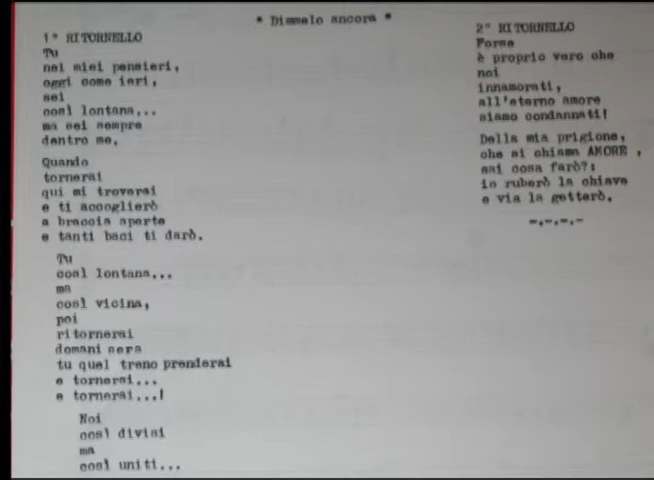 * Dimmelo ancora *
1° RITORNELLO
Tu
nei miei pensieri,
oggi come ieri,
sei
così lontana...
ma sei sempre
dentro me.
Quando
tornerai
qui mi troverai
e ti accoglierò
a braccia aperte
e tanti baci ti darò.
Tu
così lontana...
ma
così vicina,
poi
ritornerai
domani sera
tu quel treno prenderai
e tornerai...
e tornerai...!
Noi
così divisi
ma
così uniti...
2° RITORNELLO
Forse
è proprio vero che
noi
innamorati,
all'eterno amore
siamo condannati!
Della mia prigione,
che si chiama AMORE ,
sai cosa farò?:
io ruberò la chiave
e via la getterò.
-.-.-.-